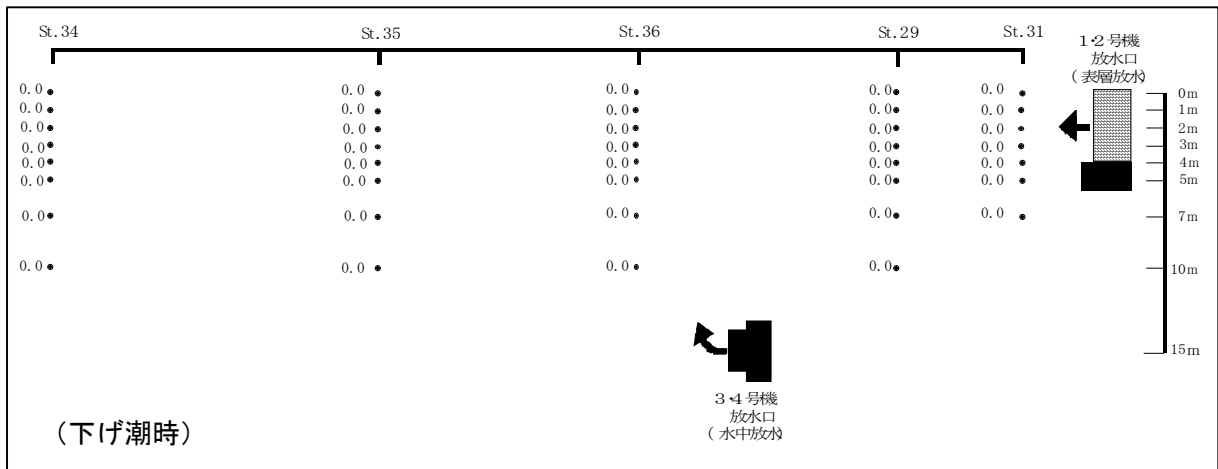 St.34 St.35 St.36 St.29 St.31
1・2号機
放水口
(表層放水)
0.0 0.0 0.0 0.0 0.0 0m
0.0 0.0 0.0 0.0 0.0 1m
0.0 0.0 0.0 0.0 0.0 2m
0.0 0.0 0.0 0.0 0.0 3m
0.0 0.0 0.0 0.0 0.0 4m
0.0 0.0 0.0 0.0 0.0 5m
0.0 0.0 0.0 0.0 0.0 7m
0.0 0.0 0.0 0.0 10m
15m
3・4号機
放水口
(水中放水)
(下げ潮時)